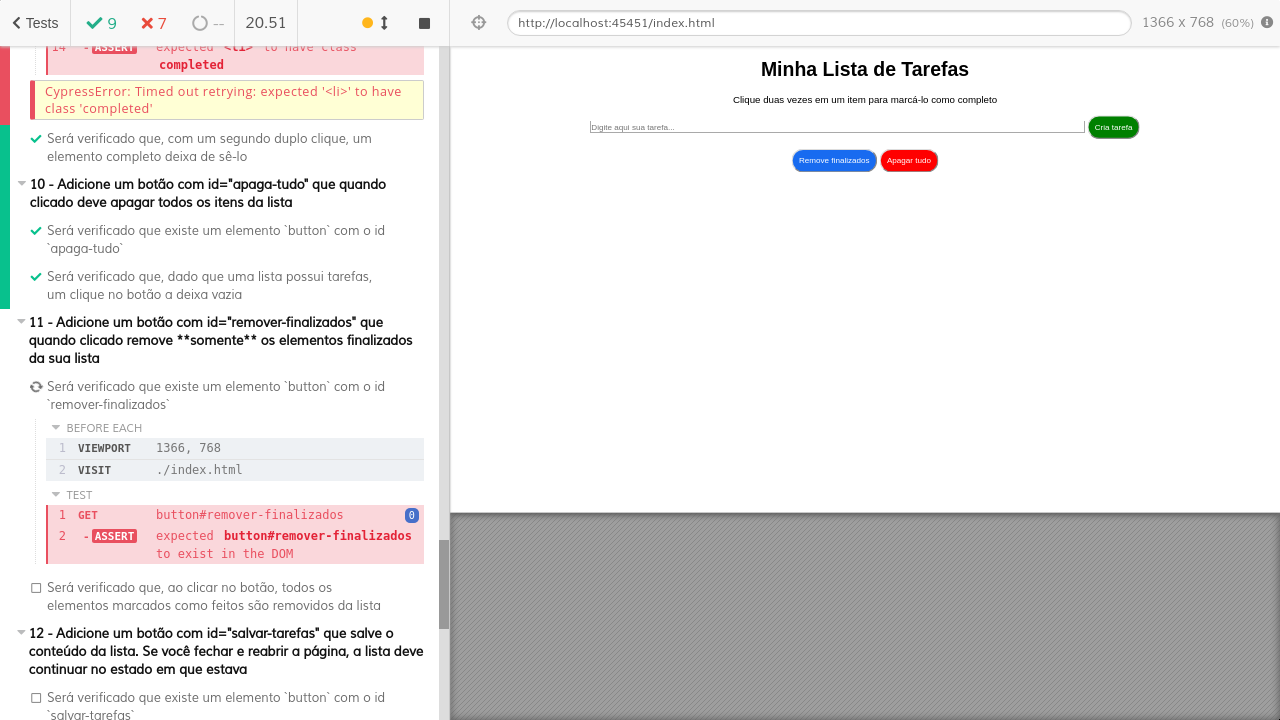 Tests
9
7
--
20.51
http://localhost:45451/index.html
1366 x 768 (60%)
14 - ASSERT expected <li> to have class
completed
CypressError: Timed out retrying: expected '<li>' to have
class 'completed'
Será verificado que, com um segundo duplo clique, um
elemento completo deixa de sê-lo
10 - Adicione um botão com id="apaga-tudo" que quando
clicado deve apagar todos os itens da lista
Será verificado que existe um elemento `button` com o id
`apaga-tudo`
Será verificado que, dado que uma lista possui tarefas,
um clique no botão a deixa vazia
11 - Adicione um botão com id="remover-finalizados" que
quando clicado remove **somente** os elementos finalizados
da sua lista
Será verificado que existe um elemento `button` com o id
`remover-finalizados`
BEFORE EACH
1 VIEWPORT 1366, 768
2 VISIT ./index.html
TEST
1 GET button#remover-finalizados 0
2 - ASSERT expected button#remover-finalizados
to exist in the DOM
Será verificado que, ao clicar no botão, todos os
elementos marcados como feitos são removidos da lista
12 - Adicione um botão com id="salvar-tarefas" que salve o
conteúdo da lista. Se você fechar e reabrir a página, a lista deve
continuar no estado em que estava
Será verificado que existe um elemento `button` com o id
`salvar-tarefas`
Minha Lista de Tarefas
Clique duas vezes em um item para marcá-lo como completo
Digite aqui sua tarefa...
Cria tarefa
Remove finalizados
Apagar tudo